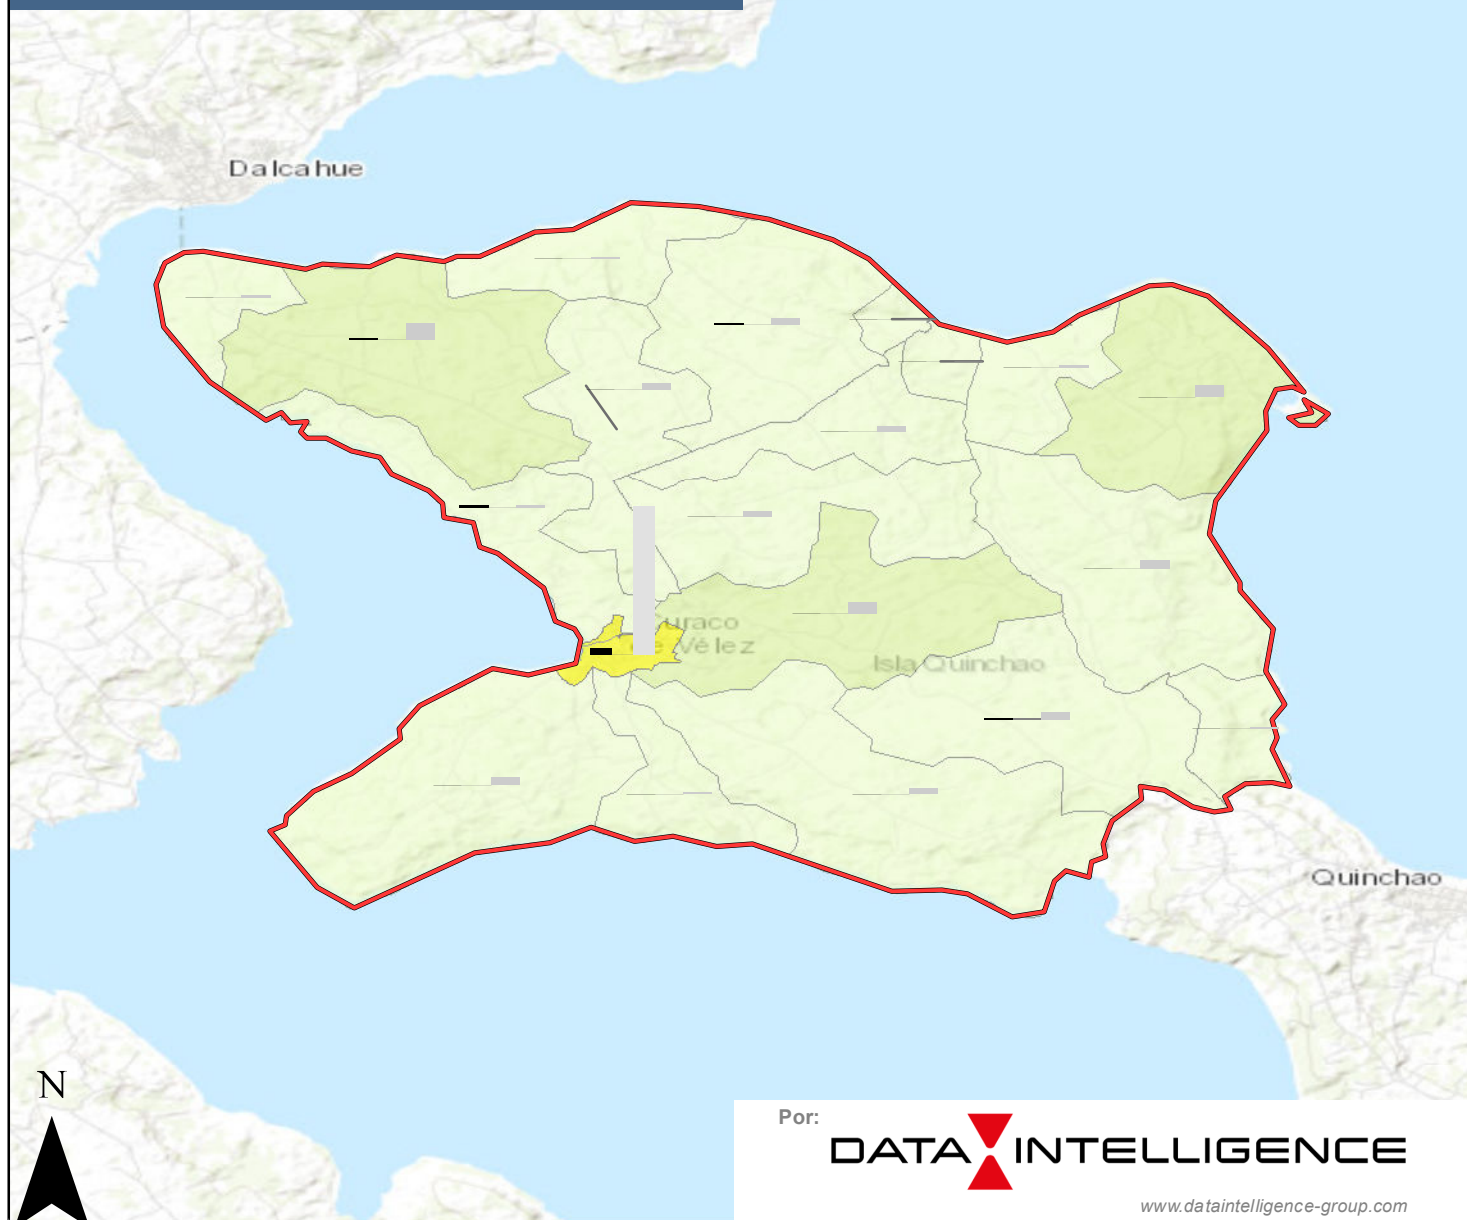 Dalcahue
uraco
Vélez
Isla Quinchao
Quinchao
N
Por:
DATA INTELLIGENCE
www.dataintelligence-group.com